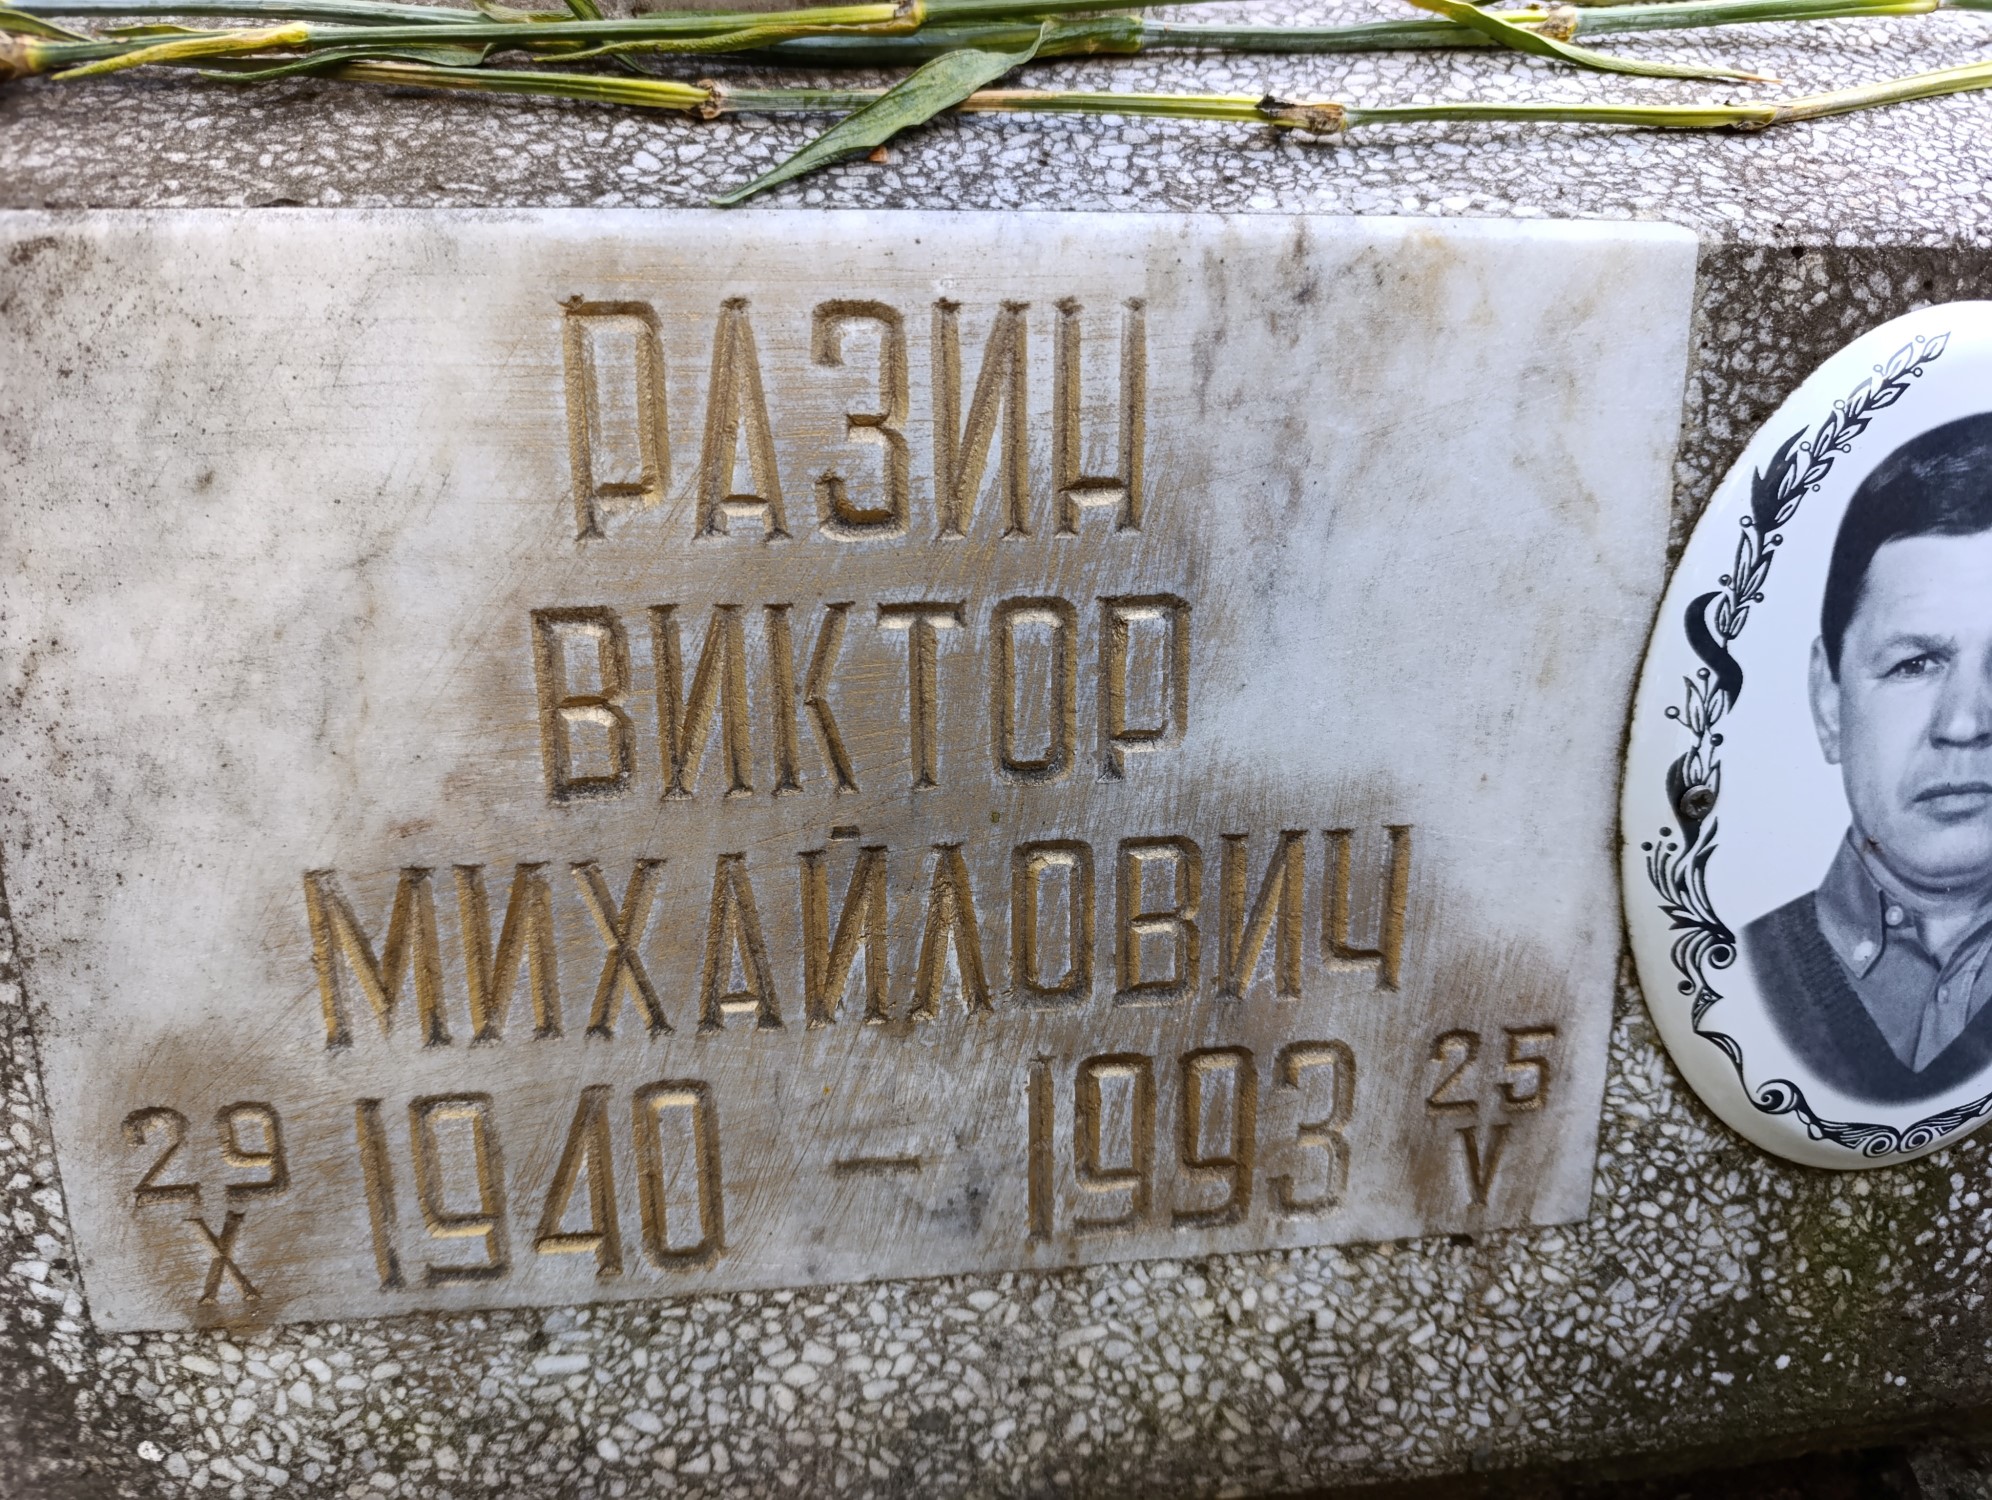 РАЗИН
ВИКТОР
МИХАЙЛОВИЧ
29 X 1940 – 1993 25 V